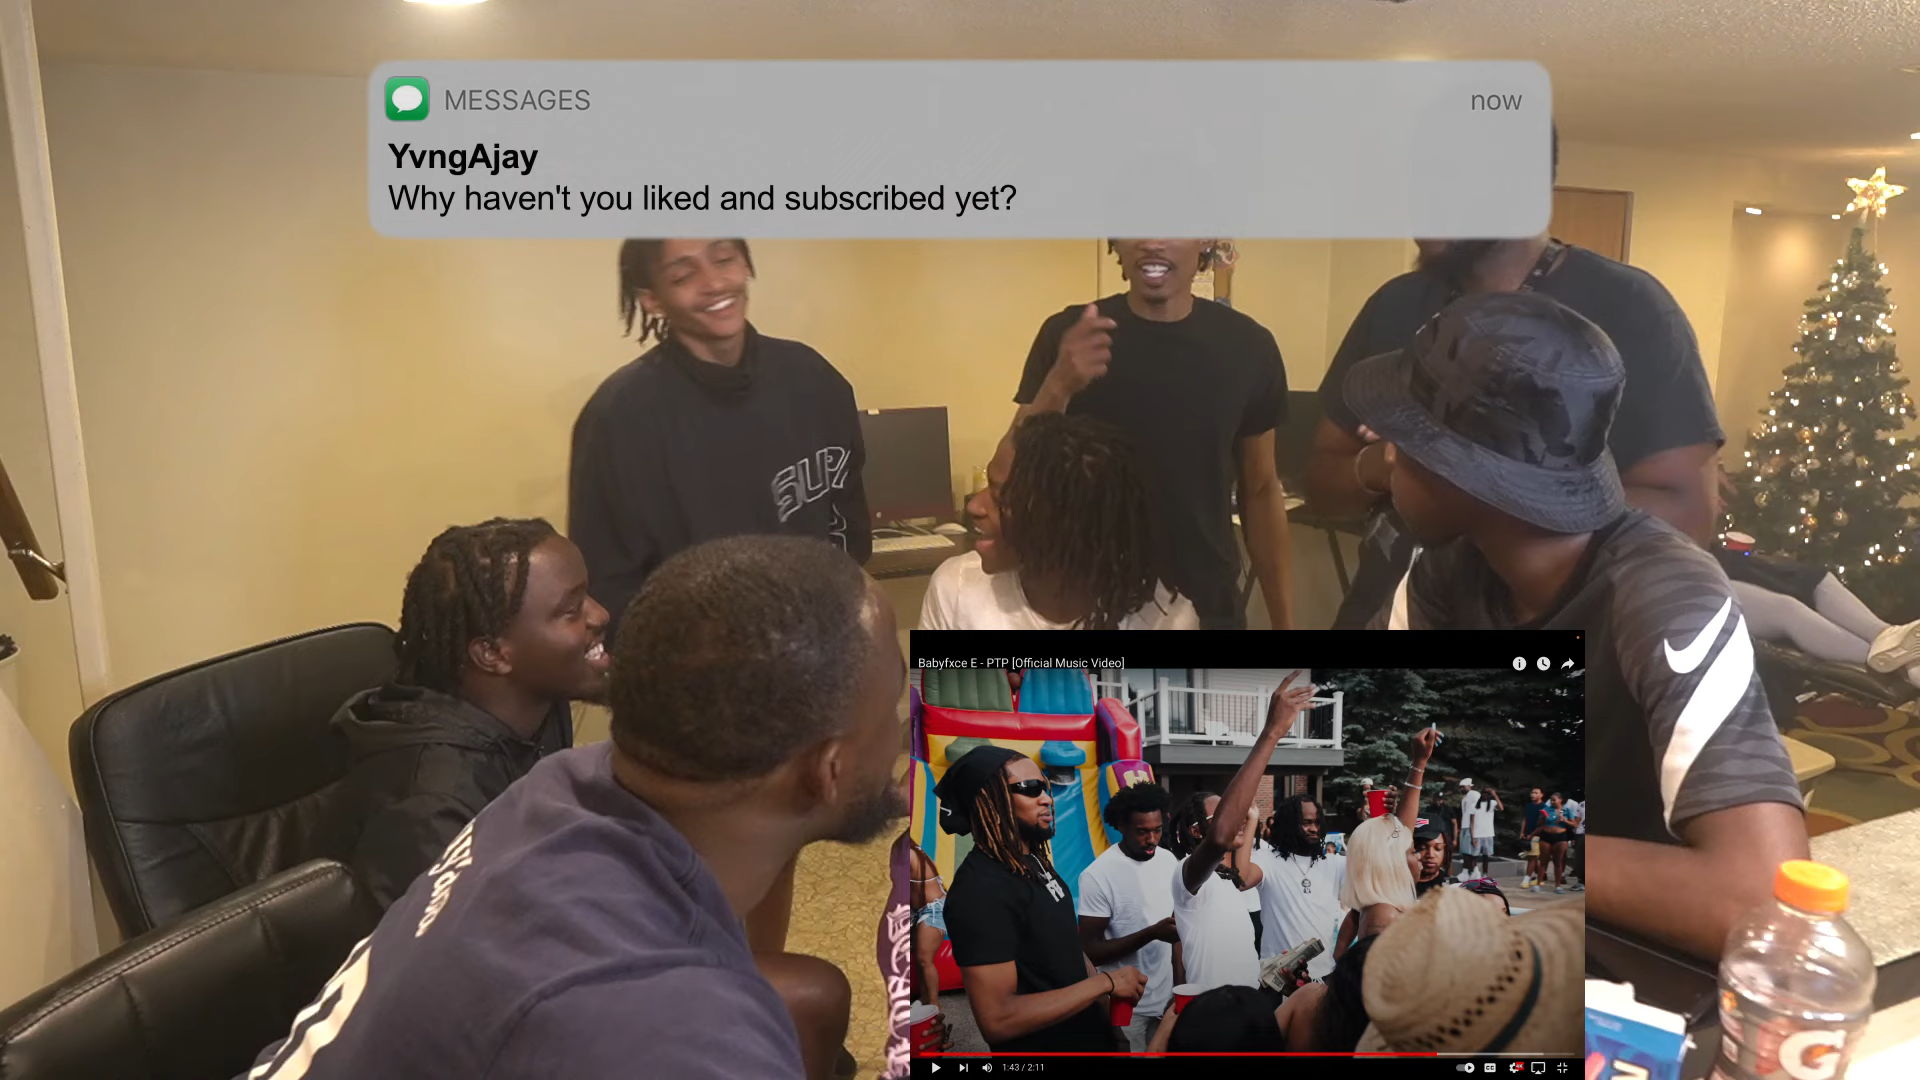 MESSAGES now
YvngAjay
Why haven't you liked and subscribed yet?
SUPA
Babyfxce E - PTP [Official Music Video]
1:43 / 2:11
G